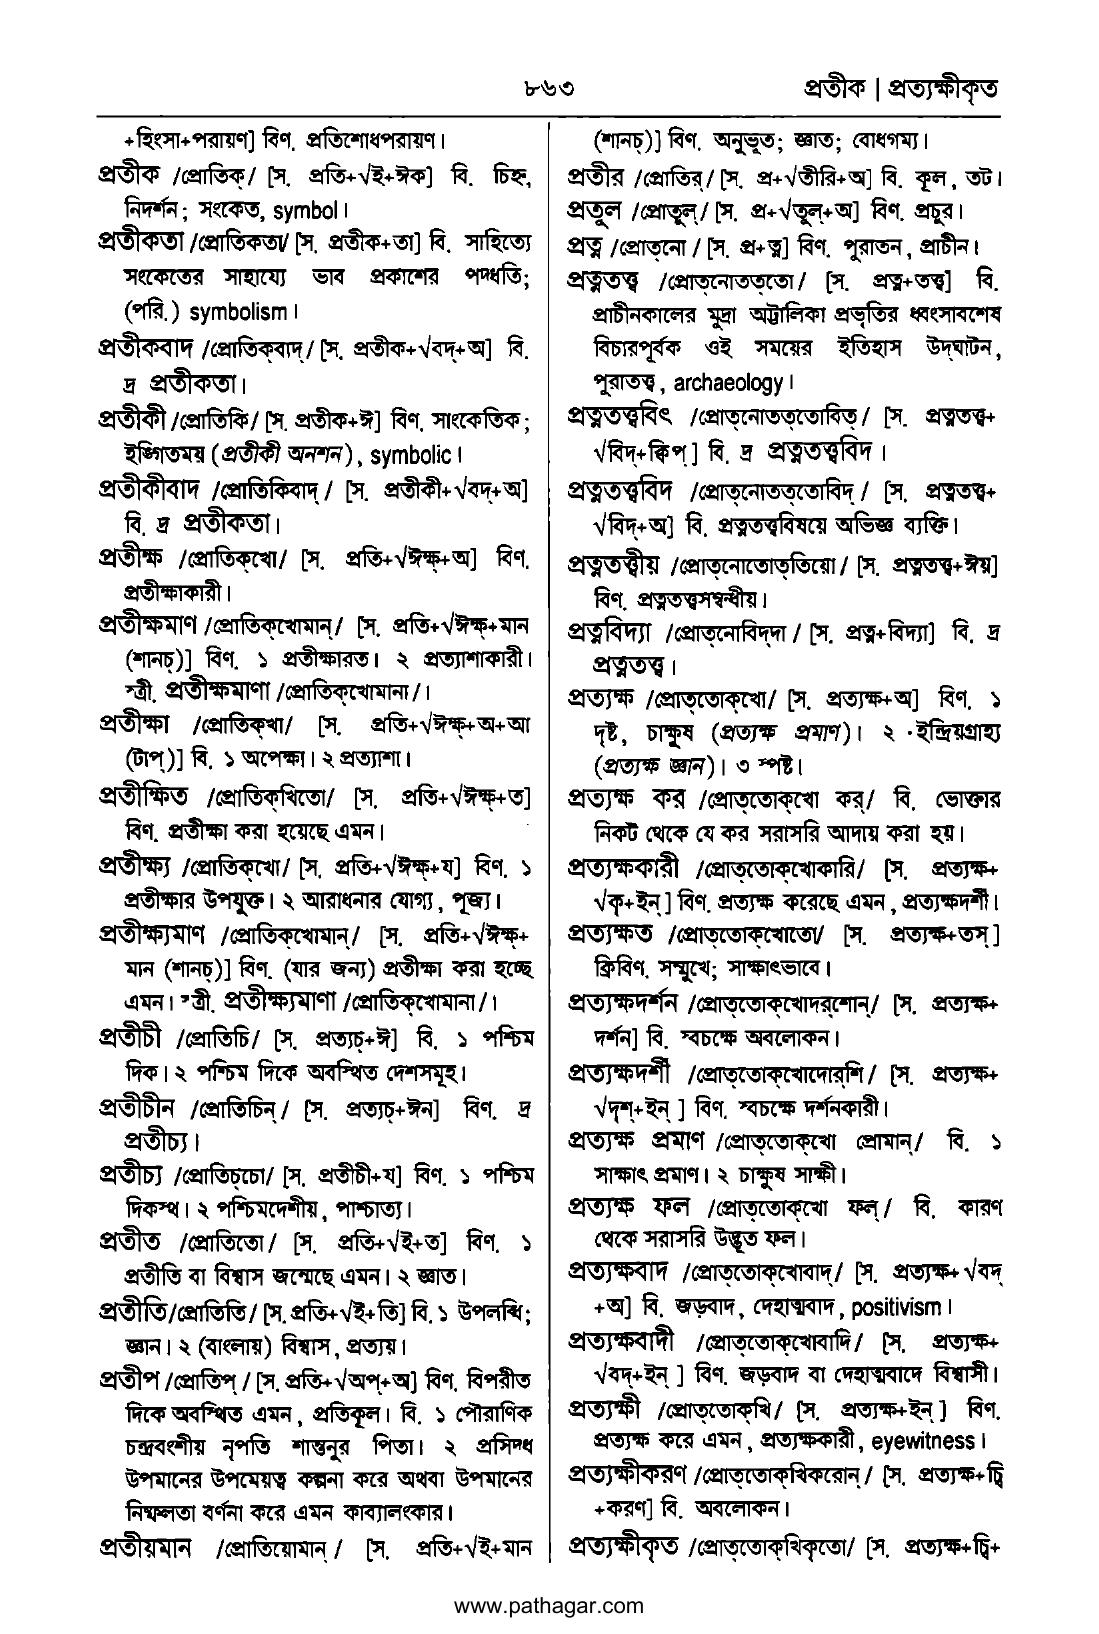 ৮৬৩
প্রতীক | প্রত্যক্ষীকৃত
+হিংসা+পরায়ণ] বিণ. প্রতিশোধপরায়ণ।
প্রতীক /প্রোতিক্/ [স. প্রতি+√ই+ঈক] বি. চিহ্ন,
নিদর্শন; সংকেত, symbol।
প্রতীকতা /প্রোতিকতা/ [স. প্রতীক+তা] বি. সাহিত্যে
সংকেতের সাহায্যে ভাব প্রকাশের পদ্ধতি;
(পরি.) symbolism।
প্রতীকবাদ /প্রোতিক্‌বাদ্/ [স. প্রতীক+√বদ্+অ] বি.
দ্র প্রতীকতা।
প্রতীকী /প্রোতিকি/ [স. প্রতীক+ঈ] বিণ. সাংকেতিক;
ইঙ্গিতময় (প্রতীকী অনশন), symbolic।
প্রতীকীবাদ /প্রোতিকিবাদ্/ [স. প্রতীকী+√বদ্+অ]
বি. দ্র প্রতীকতা।
প্রতীক্ষ /প্রোতিক্‌খো/ [স. প্রতি+√ঈক্ষ্+অ] বিণ.
প্রতীক্ষাকারী।
প্রতীক্ষমাণ /প্রোতিক্‌খোমান্/ [স. প্রতি+√ঈক্ষ্+মান
(শানচ্)] বিণ. ১ প্রতীক্ষারত। ২ প্রত্যাশাকারী।
স্ত্রী. প্রতীক্ষমাণা /প্রোতিক্‌খোমানা/।
প্রতীক্ষা /প্রোতিক্‌খা/ [স. প্রতি+√ঈক্ষ্+অ+আ
(টাপ্)] বি. ১ অপেক্ষা। ২ প্রত্যাশা।
প্রতীক্ষিত /প্রোতিক্‌খিতো/ [স. প্রতি+√ঈক্ষ্+ত]
বিণ. প্রতীক্ষা করা হয়েছে এমন।
প্রতীক্ষ্য /প্রোতিক্‌খো/ [স. প্রতি+√ঈক্ষ্+য] বিণ. ১
প্রতীক্ষার উপযুক্ত। ২ আরাধনার যোগ্য, পূজ্য।
প্রতীক্ষ্যমাণ /প্রোতিক্‌খোমান্/ [স. প্রতি+√ঈক্ষ্+
মান (শানচ্)] বিণ. (যার জন্য) প্রতীক্ষা করা হচ্ছে
এমন। স্ত্রী. প্রতীক্ষ্যমাণা /প্রোতিক্‌খোমানা/।
প্রতীচী /প্রোতিচি/ [স. প্রত্যচ্+ঈ] বি. ১ পশ্চিম
দিক। ২ পশ্চিম দিকে অবস্থিত দেশসমূহ।
প্রতীচীন /প্রোতিচিন্/ [স. প্রত্যচ্+ঈন] বিণ. দ্র
প্রতীচ্য।
প্রতীচ্য /প্রোতিচ্‌চো/ [স. প্রতীচী+য] বিণ. ১ পশ্চিম
দিকস্থ। ২ পশ্চিমদেশীয়, পাশ্চাত্য।
প্রতীত /প্রোতিতো/ [স. প্রতি+√ই+ত] বিণ. ১
প্রতীতি বা বিশ্বাস জন্মেছে এমন। ২ জ্ঞাত।
প্রতীতি/প্রোতিতি/ [স. প্রতি+√ই+তি] বি. ১ উপলব্ধি;
জ্ঞান। ২ (বাংলায়) বিশ্বাস, প্রত্যয়।
প্রতীপ /প্রোতিপ্/ [স. প্রতি+√অপ্+অ] বিণ. বিপরীত
দিকে অবস্থিত এমন, প্রতিকূল। বি. ১ পৌরাণিক
চন্দ্রবংশীয় নৃপতি শান্তনুর পিতা। ২ প্রসিদ্ধ
উপমানের উপমেয়ত্ব কল্পনা করে অথবা উপমানের
নিষ্ফলতা বর্ণনা করে এমন কাব্যালংকার।
প্রতীয়মান /প্রোতিয়োমান্/ [স. প্রতি+√ই+মান
(শানচ্)] বিণ. অনুভূত; জ্ঞাত; বোধগম্য।
প্রতীর /প্রোতির্/ [স. প্র+√তীরি+অ] বি. কূল, তট।
প্রতুল /প্রোতুল্/ [স. প্র+√তূল্+অ] বিণ. প্রচুর।
প্রত্ন /প্রোত্‌নো/ [স. প্র+ত্ন] বিণ. পুরাতন, প্রাচীন।
প্রত্নতত্ত্ব /প্রোত্‌নোতত্‌তো/ [স. প্রত্ন+তত্ত্ব] বি.
প্রাচীনকালের মুদ্রা অট্টালিকা প্রভৃতির ধ্বংসাবশেষ
বিচারপূর্বক ওই সময়ের ইতিহাস উদ্‌ঘাটন,
পুরাতত্ত্ব, archaeology।
প্রত্নতত্ত্ববিৎ /প্রোত্‌নোতত্‌তোবিত্/ [স. প্রত্নতত্ত্ব+
√বিদ্+ক্বিপ্] বি. দ্র প্রত্নতত্ত্ববিদ।
প্রত্নতত্ত্ববিদ /প্রোত্‌নোতত্‌তোবিদ্/ [স. প্রত্নতত্ত্ব+
√বিদ্+অ] বি. প্রত্নতত্ত্ববিষয়ে অভিজ্ঞ ব্যক্তি।
প্রত্নতত্ত্বীয় /প্রোত্‌নোতোত্‌তিয়ো/ [স. প্রত্নতত্ত্ব+ঈয়]
বিণ. প্রত্নতত্ত্বসম্বন্ধীয়।
প্রত্নবিদ্যা /প্রোত্‌নোবিদ্‌দা/ [স. প্রত্ন+বিদ্যা] বি. দ্র
প্রত্নতত্ত্ব।
প্রত্যক্ষ /প্রোত্‌তোক্‌খো/ [স. প্রত্যক্ষ+অ] বিণ. ১
দৃষ্ট, চাক্ষুষ (প্রত্যক্ষ প্রমাণ)। ২ ইন্দ্রিয়গ্রাহ্য
(প্রত্যক্ষ জ্ঞান)। ৩ স্পষ্ট।
প্রত্যক্ষ কর /প্রোত্‌তোক্‌খো কর্/ বি. ভোক্তার
নিকট থেকে যে কর সরাসরি আদায় করা হয়।
প্রত্যক্ষকারী /প্রোত্‌তোক্‌খোকারি/ [স. প্রত্যক্ষ+
√কৃ+ইন্] বিণ. প্রত্যক্ষ করেছে এমন, প্রত্যক্ষদর্শী।
প্রত্যক্ষত /প্রোত্‌তোক্‌খোতো/ [স. প্রত্যক্ষ+তস্]
ক্রিবিণ. সম্মুখে; সাক্ষাৎভাবে।
প্রত্যক্ষদর্শন /প্রোত্‌তোক্‌খোদর্‌শোন্/ [স. প্রত্যক্ষ+
দর্শন] বি. স্বচক্ষে অবলোকন।
প্রত্যক্ষদর্শী /প্রোত্‌তোক্‌খোদোর্‌শি/ [স. প্রত্যক্ষ+
√দৃশ্+ইন্] বিণ. স্বচক্ষে দর্শনকারী।
প্রত্যক্ষ প্রমাণ /প্রোত্‌তোক্‌খো প্রোমান্/ বি. ১
সাক্ষাৎ প্রমাণ। ২ চাক্ষুষ সাক্ষী।
প্রত্যক্ষ ফল /প্রোত্‌তোক্‌খো ফল্/ বি. কারণ
থেকে সরাসরি উদ্ভূত ফল।
প্রত্যক্ষবাদ /প্রোত্‌তোক্‌খোবাদ্/ [স. প্রত্যক্ষ+√বদ্
+অ] বি. জড়বাদ, দেহাত্মবাদ, positivism।
প্রত্যক্ষবাদী /প্রোত্‌তোক্‌খোবাদি/ [স. প্রত্যক্ষ+
√বদ্+ইন্] বিণ. জড়বাদ বা দেহাত্মবাদে বিশ্বাসী।
প্রত্যক্ষী /প্রোত্‌তোক্‌খি/ [স. প্রত্যক্ষ+ইন্] বিণ.
প্রত্যক্ষ করে এমন, প্রত্যক্ষকারী, eyewitness।
প্রত্যক্ষীকরণ /প্রোত্‌তোক্‌খিকরোন্/ [স. প্রত্যক্ষ+চ্বি
+করণ] বি. অবলোকন।
প্রত্যক্ষীকৃত /প্রোত্‌তোক্‌খিকৃতো/ [স. প্রত্যক্ষ+চ্বি+
www.pathagar.com